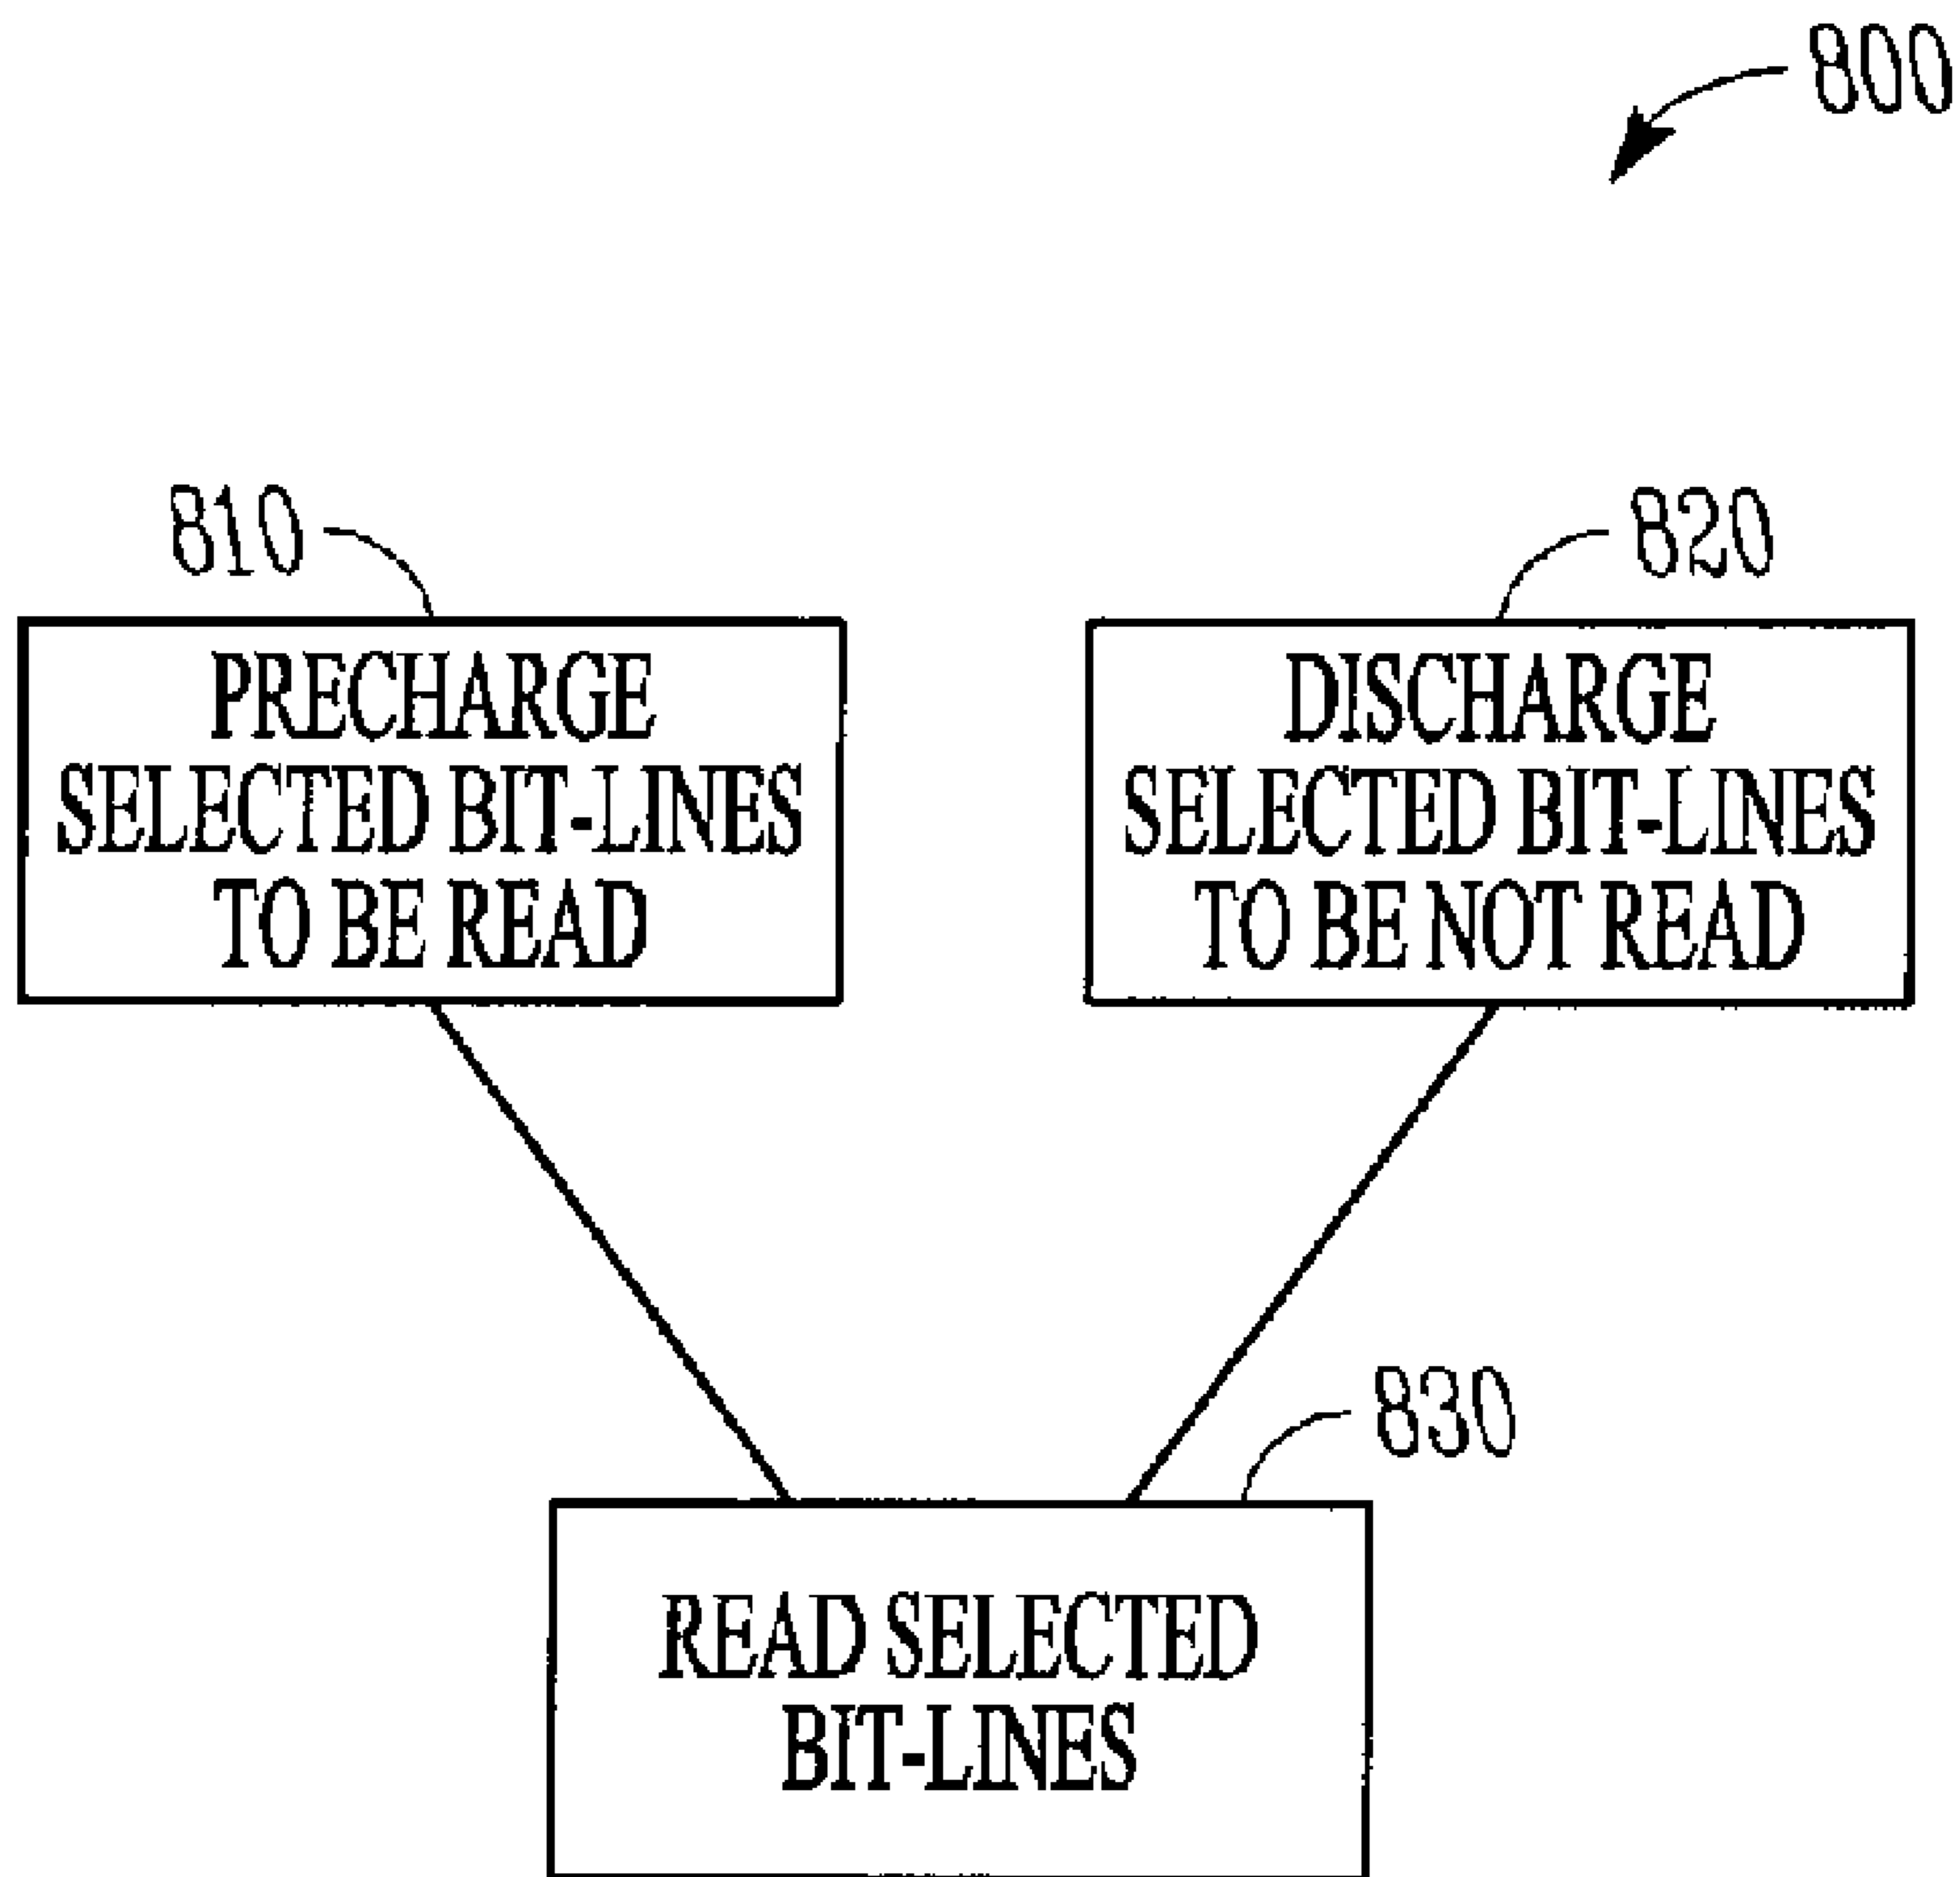 800
810
PRECHARGE
SELECTED BIT-LINES
TO BE READ
820
DISCHARGE
SELECTED BIT-LINES
TO BE NOT READ
830
READ SELECTED
BIT-LINES